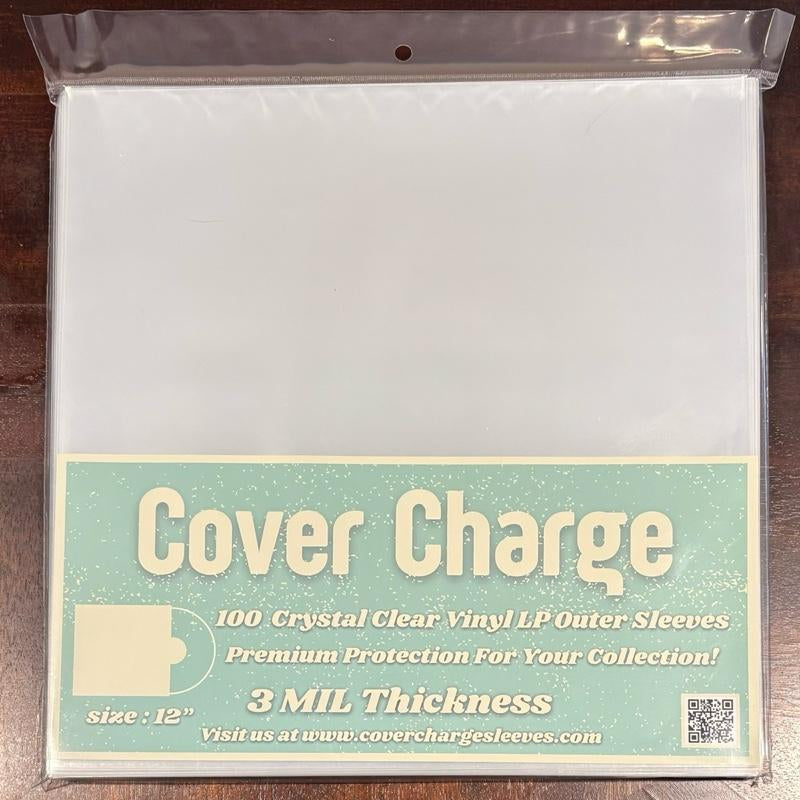 Cover Charge
100 Crystal Clear Vinyl LP Outer Sleeves
Premium Protection For Your Collection!
3 MIL Thickness
size : 12”
Visit us at www.coverchargesleeves.com